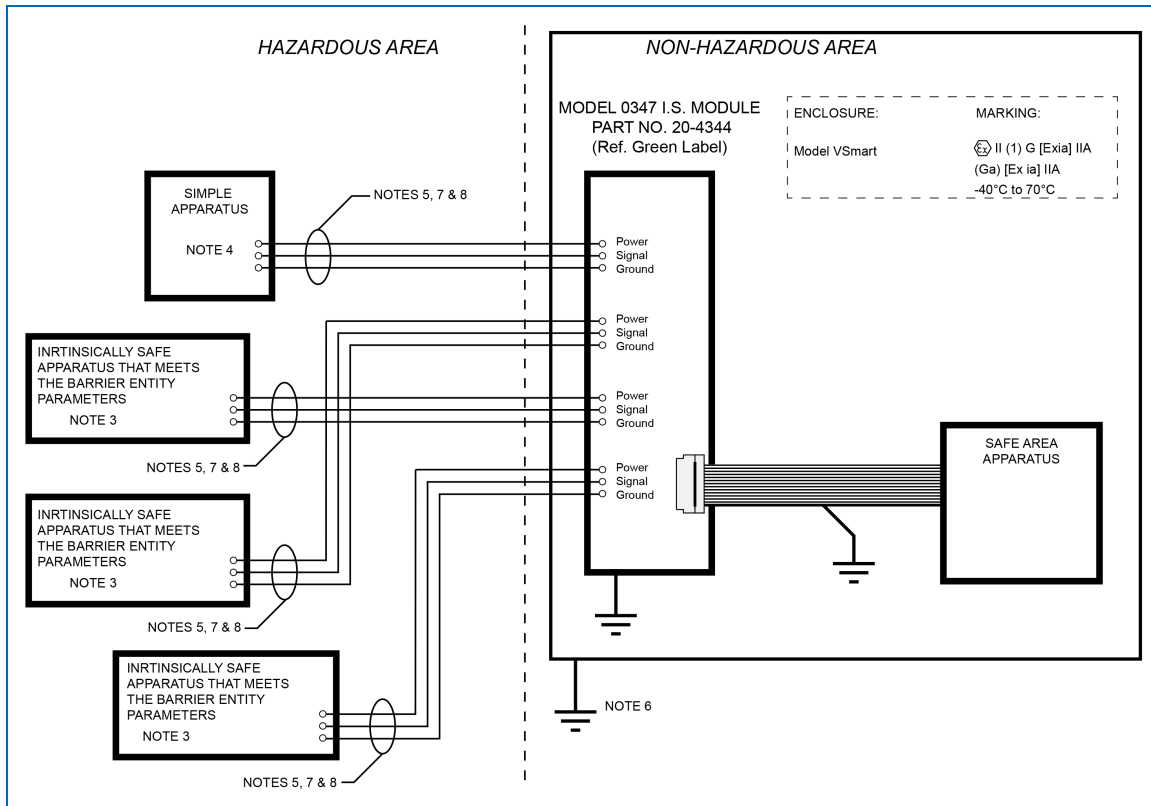 HAZARDOUS AREA
NON-HAZARDOUS AREA
MODEL 0347 I.S. MODULE
PART NO. 20-4344
(Ref. Green Label)
ENCLOSURE:
Model VSmart
MARKING:
Ex II (1) G [Exia] IIA
(Ga) [Ex ia] IIA
-40°C to 70°C
SIMPLE
APPARATUS
NOTE 4
NOTES 5, 7 & 8
Power
Signal
Ground
Power
Signal
Ground
INRTINSICALLY SAFE
APPARATUS THAT MEETS
THE BARRIER ENTITY
PARAMETERS
NOTE 3
NOTES 5, 7 & 8
Power
Signal
Ground
Power
Signal
Ground
SAFE AREA
APPARATUS
INRTINSICALLY SAFE
APPARATUS THAT MEETS
THE BARRIER ENTITY
PARAMETERS
NOTE 3
NOTES 5, 7 & 8
INRTINSICALLY SAFE
APPARATUS THAT MEETS
THE BARRIER ENTITY
PARAMETERS
NOTE 3
NOTES 5, 7 & 8
NOTE 6